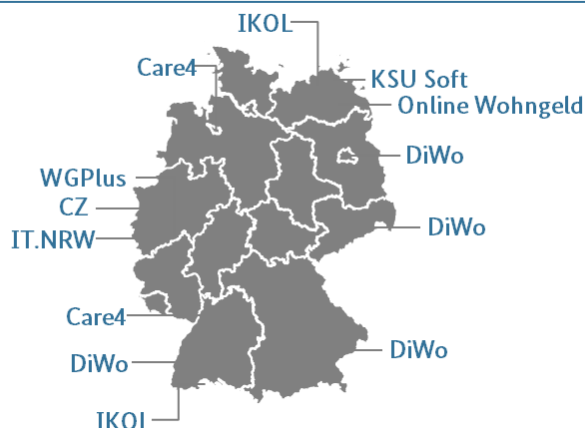 IKOL
Care4
KSU Soft
Online Wohngeld
DiWo
WGPlus
CZ
DiWo
IT.NRW
Care4
DiWo
DiWo
IKOL